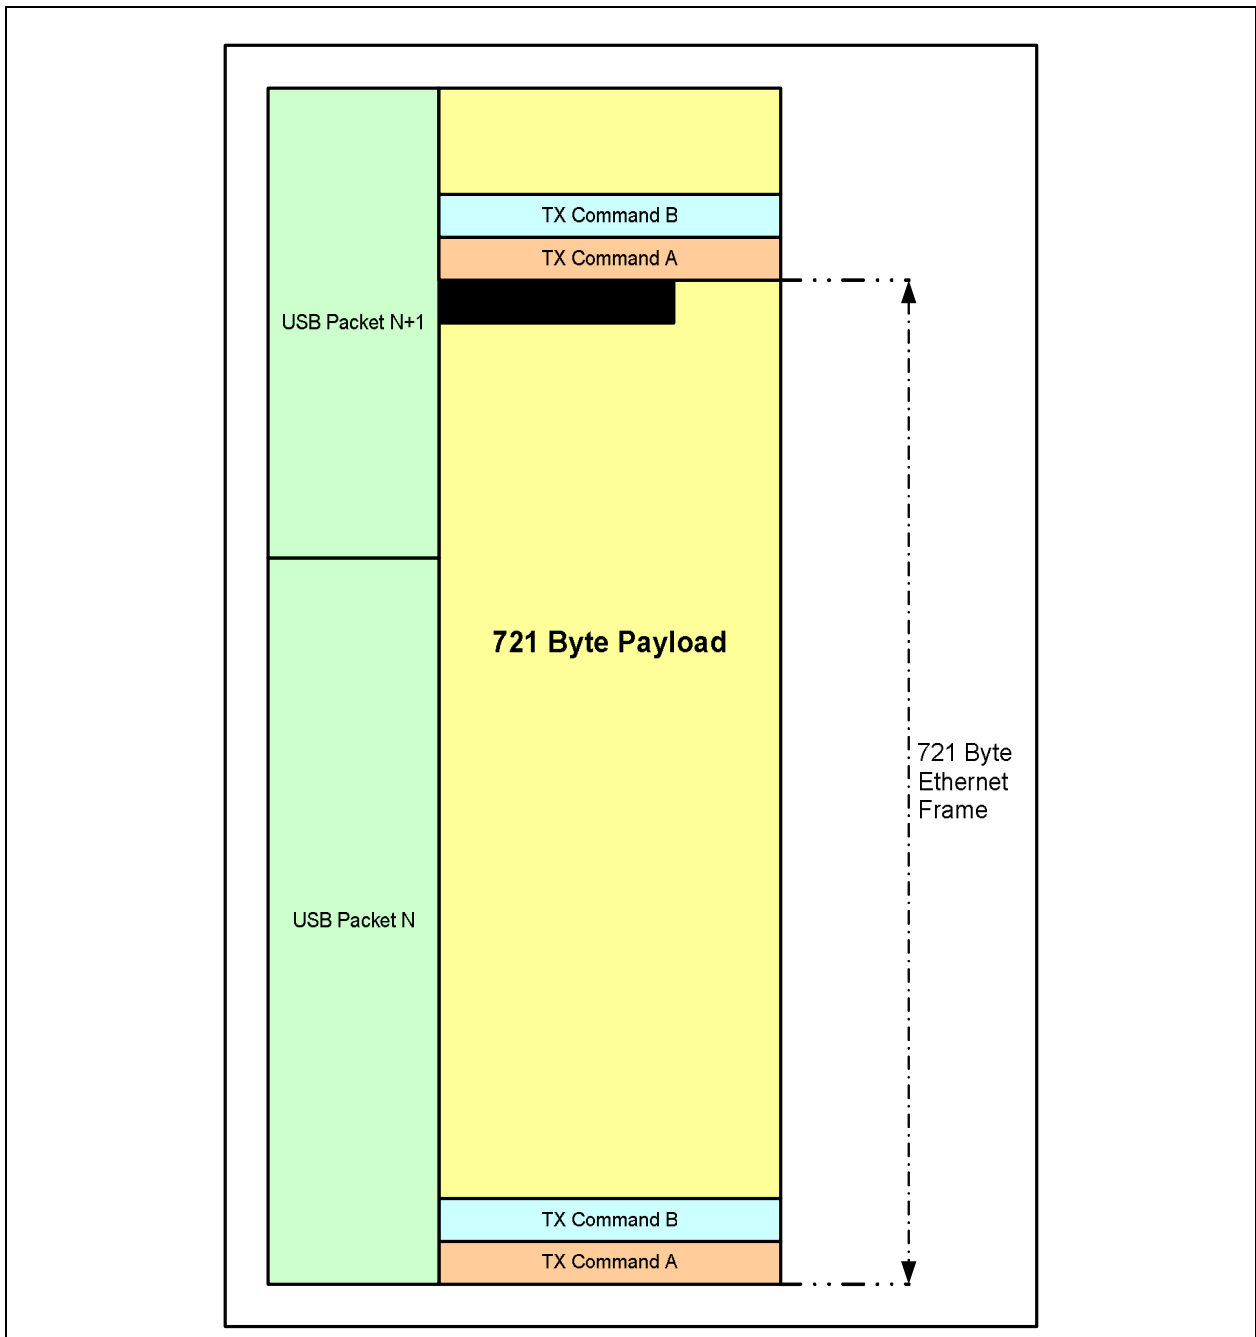 TX Command B
TX Command A
USB Packet N+1
721 Byte Payload
721 Byte
Ethernet
Frame
USB Packet N
TX Command B
TX Command A